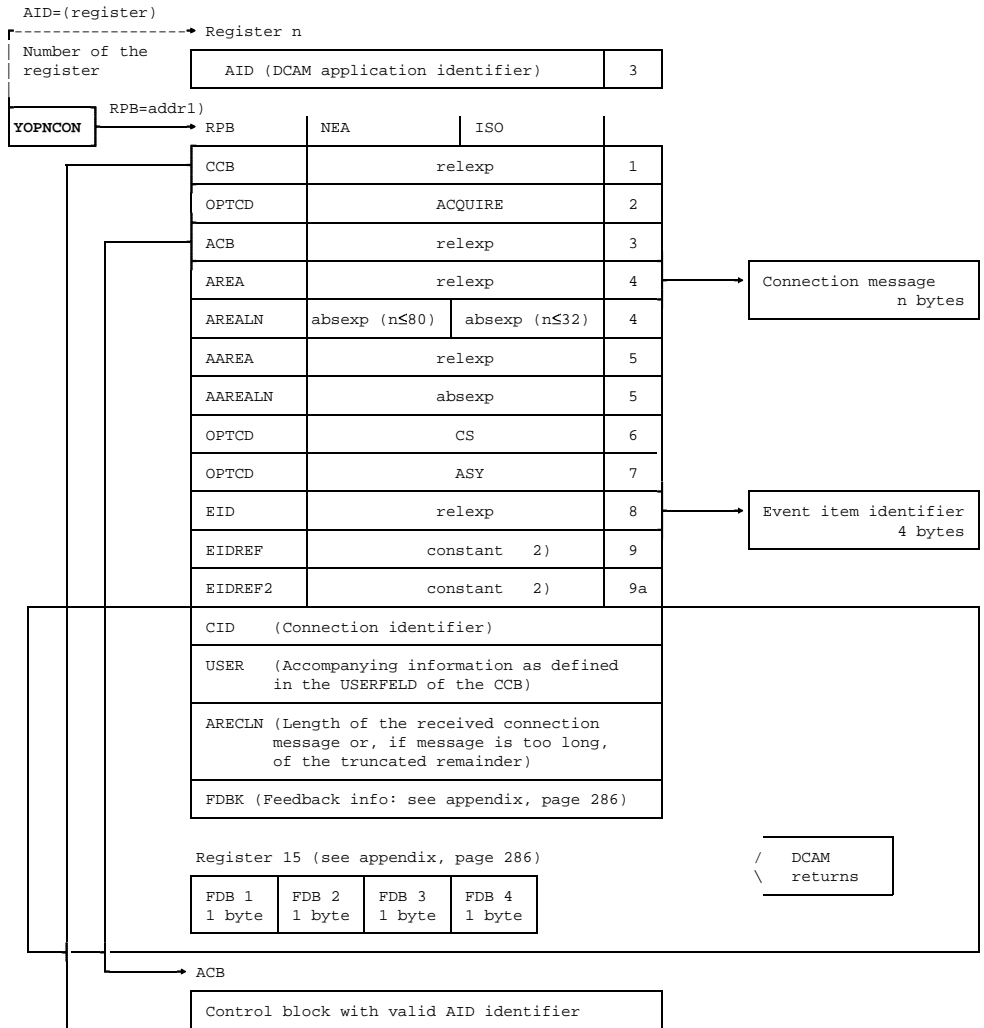 AID=(register)
Register n
Number of the
register
AID (DCAM application identifier) 3
RPB=addr1)
YOPNCON
RPB NEA ISO
CCB relexp 1
OPTCD ACQUIRE 2
ACB relexp 3
AREA relexp 4
Connection message
n bytes
AREALN absexp (n≤80) absexp (n≤32) 4
AAREA relexp 5
AAREALN absexp 5
OPTCD CS 6
OPTCD ASY 7
EID relexp 8
Event item identifier
4 bytes
EIDREF constant 2) 9
EIDREF2 constant 2) 9a
CID (Connection identifier)
USER (Accompanying information as defined
in the USERFELD of the CCB)
ARECLN (Length of the received connection
message or, if message is too long,
of the truncated remainder)
FDBK (Feedback info: see appendix, page 286)
Register 15 (see appendix, page 286)
/ DCAM
\ returns
FDB 1 FDB 2 FDB 3 FDB 4
1 byte 1 byte 1 byte 1 byte
ACB
Control block with valid AID identifier